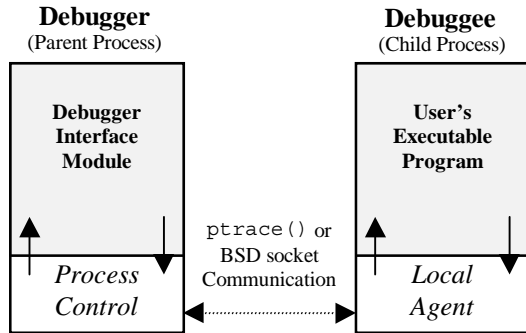 Debugger
(Parent Process)
Debugger
Interface
Module
Process
Control
ptrace() or
BSD socket
Communication
Debuggee
(Child Process)
User's
Executable
Program
Local
Agent